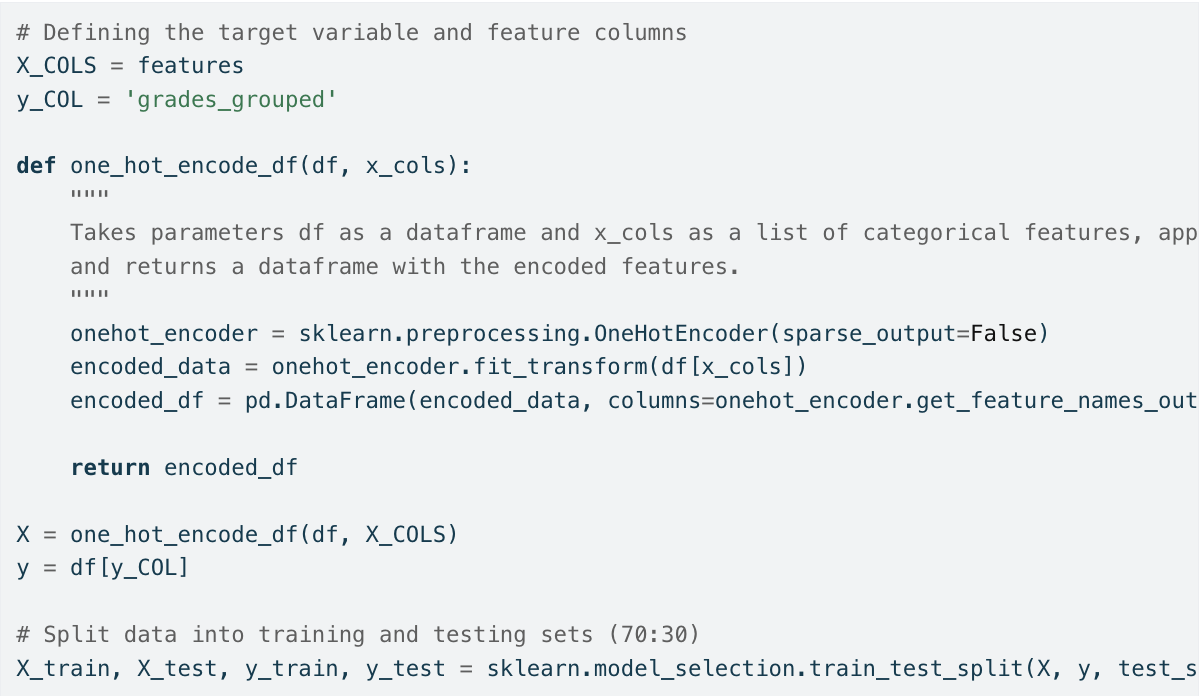 # Defining the target variable and feature columns
X_COLS = features
y_COL = 'grades_grouped'
def one_hot_encode_df(df, x_cols):
    """
    Takes parameters df as a dataframe and x_cols as a list of categorical features, app
    and returns a dataframe with the encoded features.
    """
    onehot_encoder = sklearn.preprocessing.OneHotEncoder(sparse_output=False)
    encoded_data = onehot_encoder.fit_transform(df[x_cols])
    encoded_df = pd.DataFrame(encoded_data, columns=onehot_encoder.get_feature_names_out
    return encoded_df
X = one_hot_encode_df(df, X_COLS)
y = df[y_COL]
# Split data into training and testing sets (70:30)
X_train, X_test, y_train, y_test = sklearn.model_selection.train_test_split(X, y, test_s